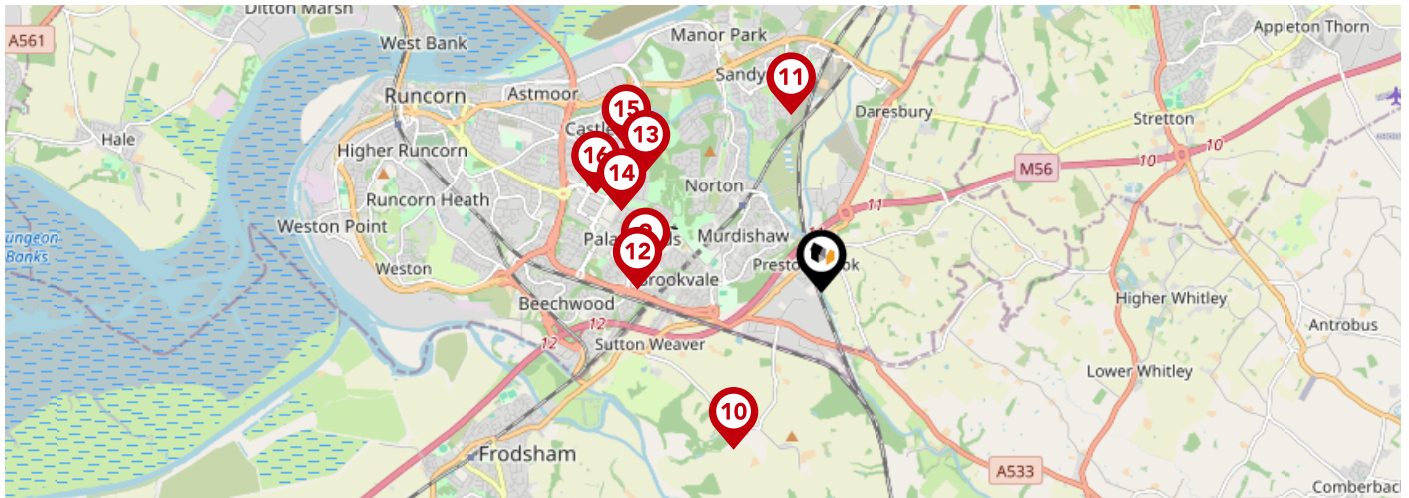 Ditton Marsh
A561
West Bank
Manor Park
Appleton Thorn
Sandy
11
Runcorn
Astmoor
15
Daresbury
Stretton
Hale
Castle
13
Higher Runcorn
16
14
10
10
M56
Norton
Runcorn Heath
11
Weston Point
Murdishaw
Banks
12
Weston
Brookvale
Beechwood
Higher Whitley
12
12
Sutton Weaver
Antrobus
Lower Whitley
10
Frodsham
A533